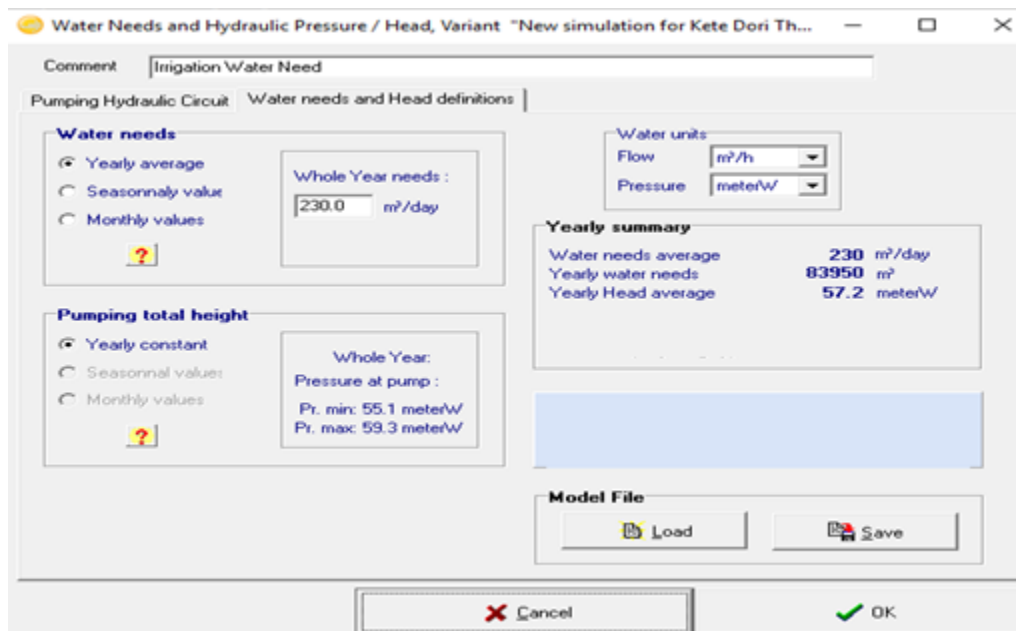 Water Needs and Hydraulic Pressure / Head, Variant "New simulation for Kete Dori Th...
Comment Irrigation Water Need
Pumping Hydraulic Circuit Water needs and Head definitions
Water needs
Yearly average
Seasonnaly value
Monthly values
?
Whole Year needs :
230.0 m³/day
Pumping total height
Yearly constant
Seasonnal values
Monthly values
?
Whole Year:
Pressure at pump :
Pr. min: 55.1 meterW
Pr. max: 59.3 meterW
Water units
Flow m³/h
Pressure meterW
Yearly summary
Water needs average 230 m³/day
Yearly water needs 83950 m³
Yearly Head average 57.2 meterW
Model File
Load Save
Cancel OK